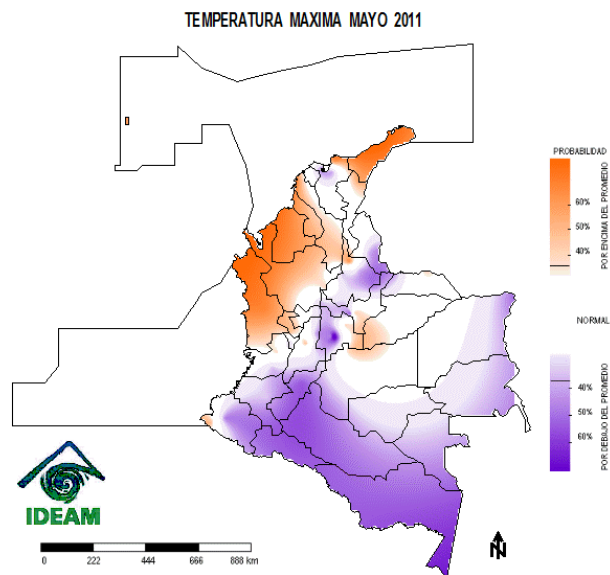 TEMPERATURA MAXIMA MAYO 2011
PROBABILIDAD
60%
50%
40%
POR ENCIMA DEL PROMEDIO
NORMAL
40%
50%
60%
POR DEBAJO DEL PROMEDIO
IDEAM
0 222 444 666 888 km
N